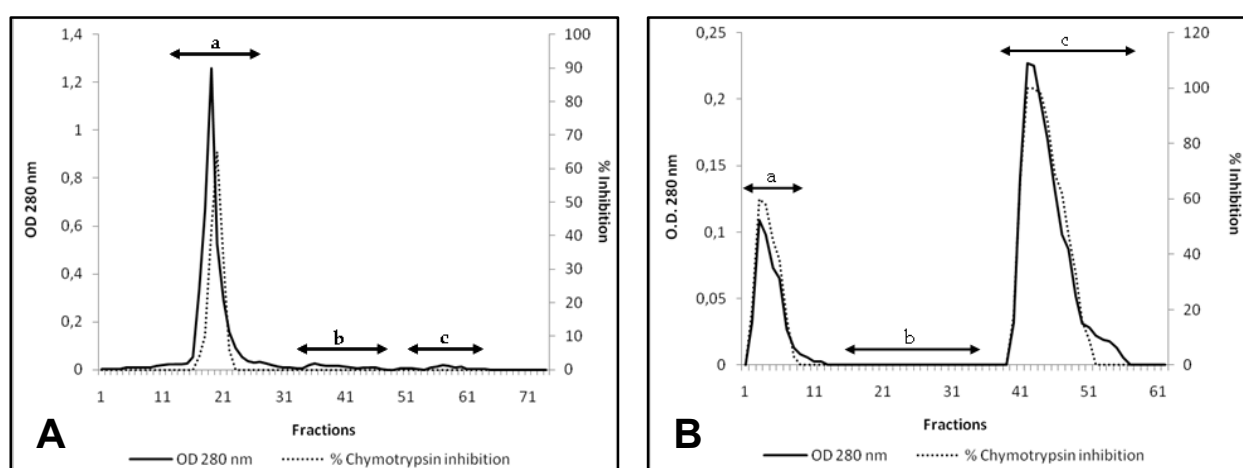 1,4
1,2
1
0,8
0,6
0,4
0,2
0
OD 280 nm
100
90
80
70
60
50
40
30
20
10
0
% Inhibition
a
b
c
1 11 21 31 41 51 61 71
Fractions
OD 280 nm % Chymotrypsin inhibition
A
0,25
0,2
0,15
0,1
0,05
0
O.D. 280 nm
120
100
80
60
40
20
0
% Inhibition
a
b
c
1 11 21 31 41 51 61
Fractions
OD 280 nm % Chymotrypsin inhibition
B